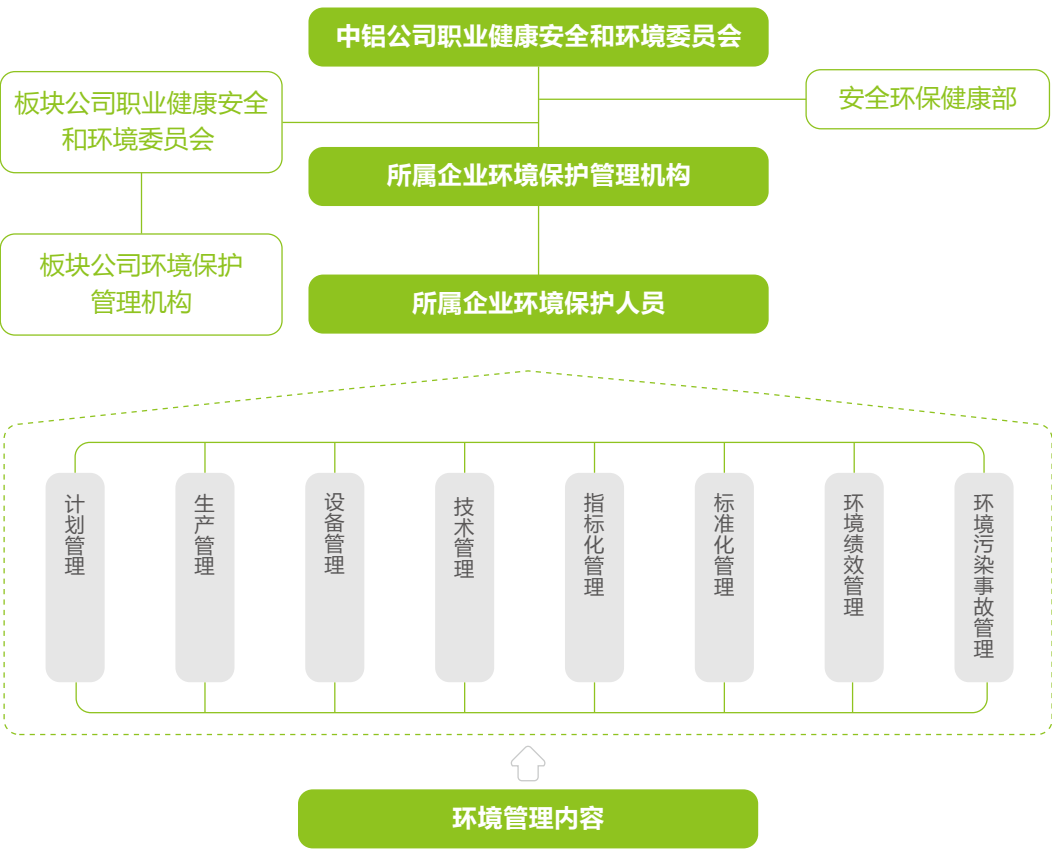 中铝公司职业健康安全和环境委员会
板块公司职业健康安全
和环境委员会
安全环保健康部
所属企业环境保护管理机构
板块公司环境保护
管理机构
所属企业环境保护人员
计划管理
生产管理
设备管理
技术管理
指标化管理
标准化管理
环境绩效管理
环境污染事故管理
环境管理内容